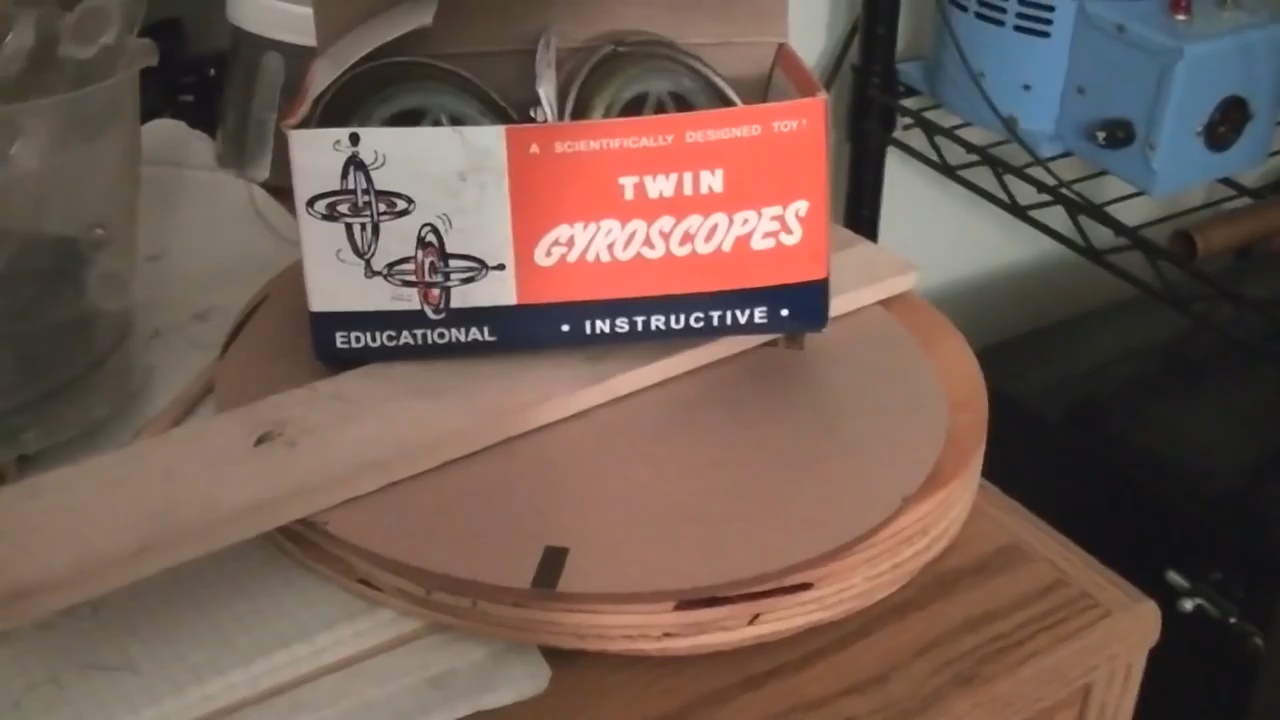 A SCIENTIFICALLY DESIGNED TOY!
TWIN
GYROSCOPES
EDUCATIONAL • INSTRUCTIVE •